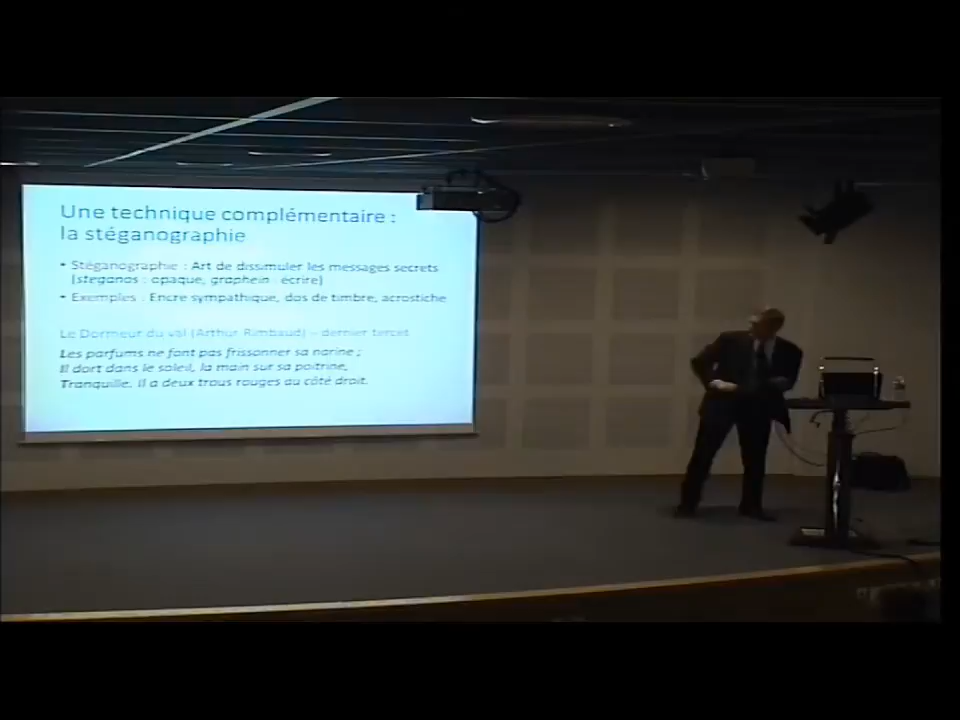 Une technique complémentaire :
la stéganographie
• Stéganographie : Art de dissimuler les messages secrets
(steganos : opaque, graphein : écrire)
• Exemples : Encre sympathique, dos de timbre, acrostiche
Le Dormeur du val (Arthur Rimbaud) – dernier tercet
Les parfums ne font pas frissonner sa narine ;
Il dort dans le soleil, la main sur sa poitrine,
Tranquille. Il a deux trous rouges au côté droit.